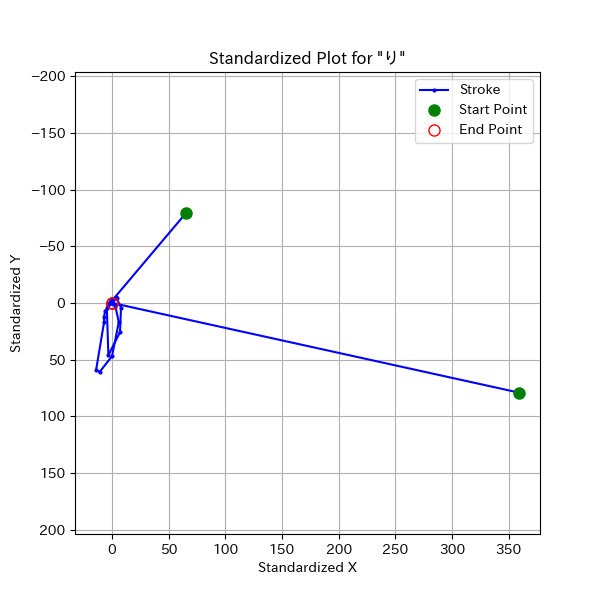 Standardized Plot for "り"
Stroke
Start Point
End Point
−200
−150
−100
−50
0
50
100
150
200
Standardized Y
0 50 100 150 200 250 300 350
Standardized X